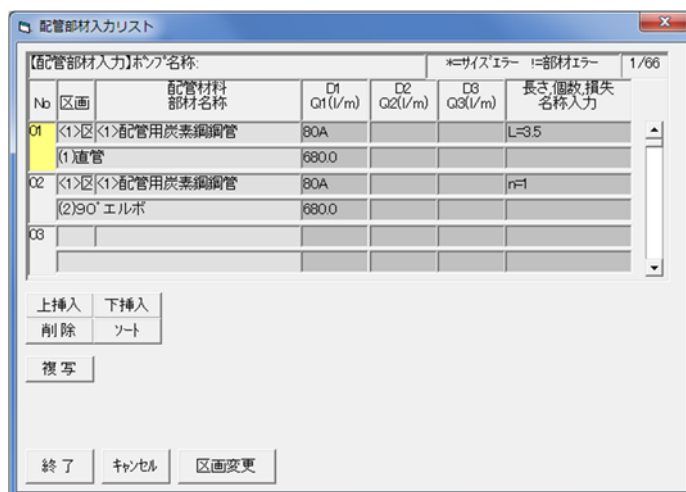 配管部材入力リスト
【配管部材入力】ポンプ名称: *=サイズエラー !=部材エラー 1/66
No 区画 配管材料 部材名称 D1 Q1(l/m) D2 Q2(l/m) D3 Q3(l/m) 長さ,個数,損失 名称入力
01 <1>区 <1>配管用炭素鋼鋼管 80A L=3.5
(1)直管 680.0
02 <1>区 <1>配管用炭素鋼鋼管 80A n=1
(2)90ﾟエルボ 680.0
03
上挿入 下挿入
削除 ソート
複写
終了 キャンセル 区画変更